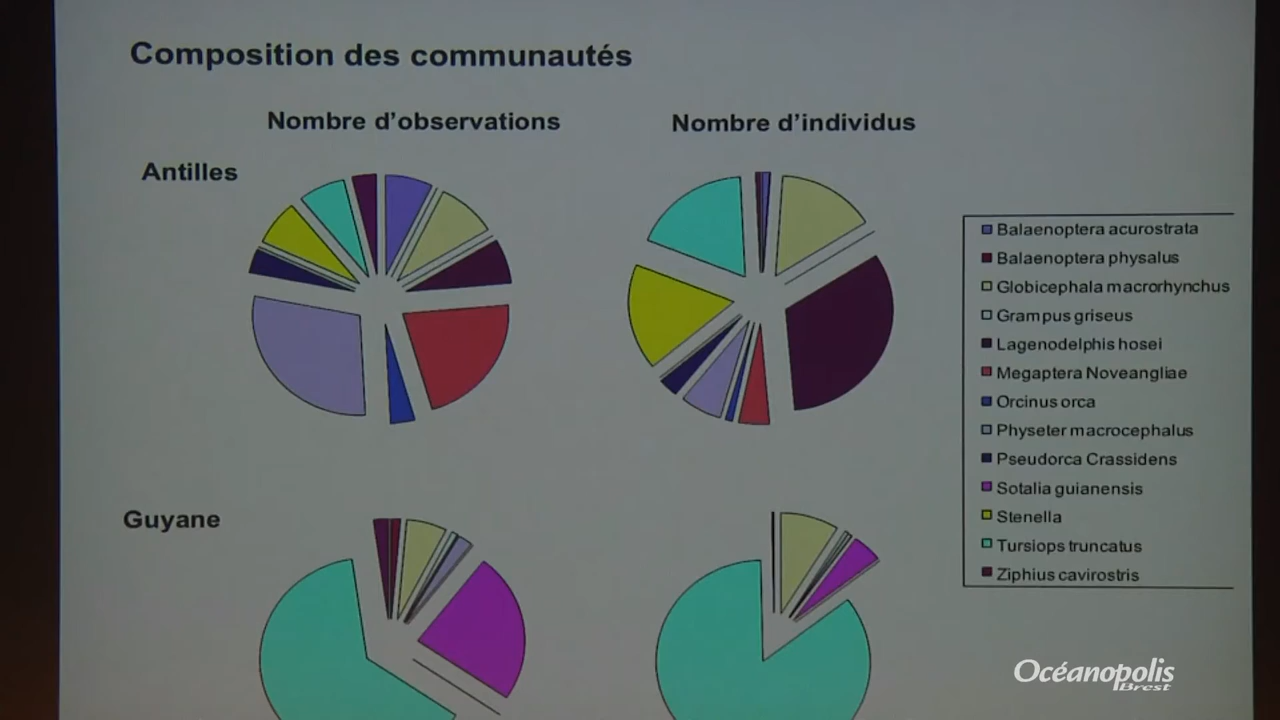 Composition des communautés
Nombre d'observations
Nombre d'individus
Antilles
Balaenoptera acurostrata
Balaenoptera physalus
Globicephala macrorhynchus
Grampus griseus
Lagenodelphis hosei
Megaptera Noveangliae
Orcinus orca
Physeter macrocephalus
Pseudorca Crassidens
Sotalia guianensis
Stenella
Tursiops truncatus
Ziphius cavirostris
Guyane
Océanopolis
Brest